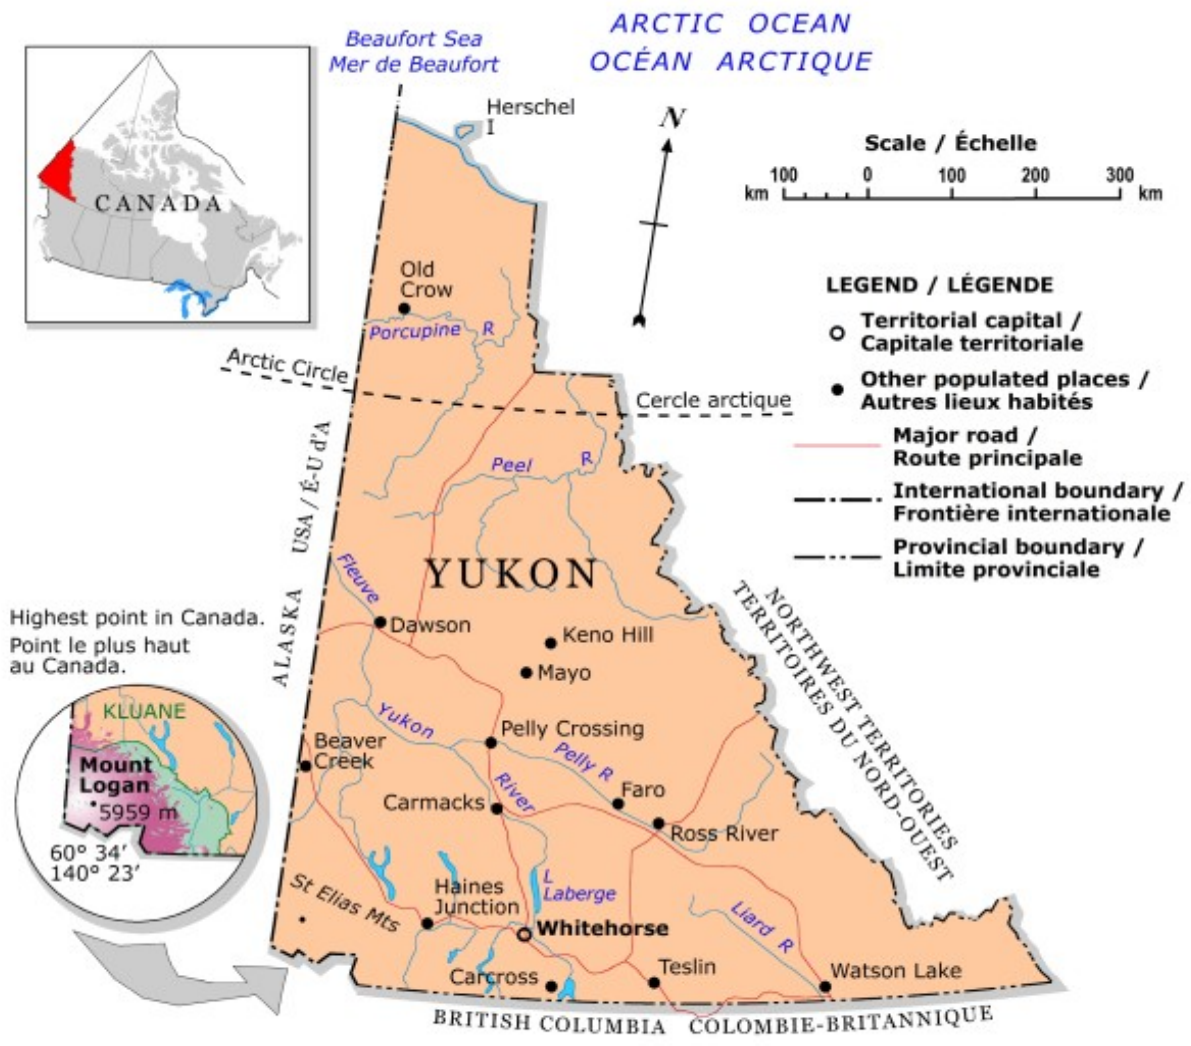 ARCTIC OCEAN
OCÉAN ARCTIQUE
Beaufort Sea
Mer de Beaufort
CANADA
Herschel
I
N
Scale / Échelle
100 0 100 200 300
km km
LEGEND / LÉGENDE
Territorial capital /
Capitale territoriale
Other populated places /
Autres lieux habités
Major road /
Route principale
International boundary /
Frontière internationale
Provincial boundary /
Limite provinciale
Old
Crow
Porcupine R
Arctic Circle
Cercle arctique
Peel R
ALASKA USA / É-U d'A
YUKON
Fleuve
Dawson
Keno Hill
Mayo
NORTHWEST TERRITORIES
TERRITOIRES DU NORD-OUEST
Highest point in Canada.
Point le plus haut
au Canada.
KLUANE
Mount
Logan
5959 m
60° 34′
140° 23′
Yukon
River
Pelly Crossing
Pelly R
Beaver
Creek
Carmacks
Faro
Ross River
St Elias Mts
Haines
Junction
L
Laberge
Whitehorse
Liard R
Carcross
Teslin
Watson Lake
BRITISH COLUMBIA COLOMBIE-BRITANNIQUE